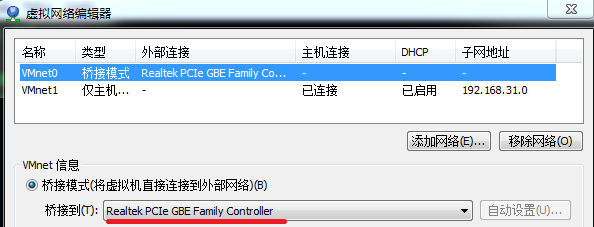 虚拟网络编辑器
名称 类型 外部连接 主机连接 DHCP 子网地址
VMnet0 桥接模式 Realtek PCIe GBE Family Co... - - -
VMnet1 仅主机... - 已连接 已启用 192.168.31.0
添加网络(E)... 移除网络(O)
VMnet 信息
桥接模式(将虚拟机直接连接到外部网络)(B)
桥接到(T): Realtek PCIe GBE Family Controller 自动设置(U)...